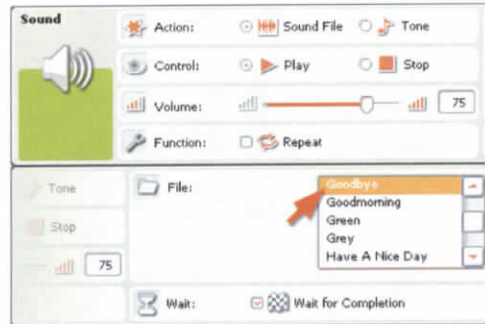 Sound
Action: Sound File Tone
Control: Play Stop
Volume: 75
Function: Repeat
Tone
Stop
75
File: Goodbye
Goodmorning
Green
Grey
Have A Nice Day
Wait: Wait for Completion